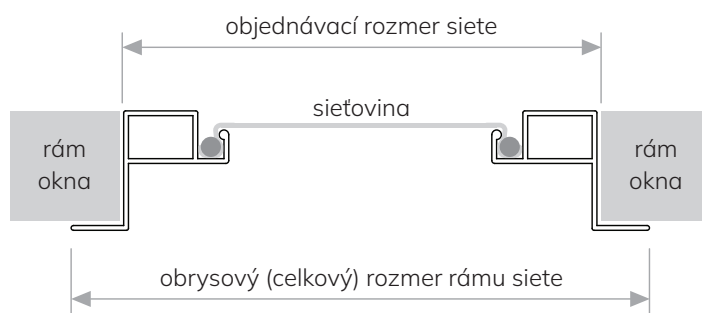 objednávací rozmer siete
sieťovina
rám
okna
rám
okna
obrysový (celkový) rozmer rámu siete